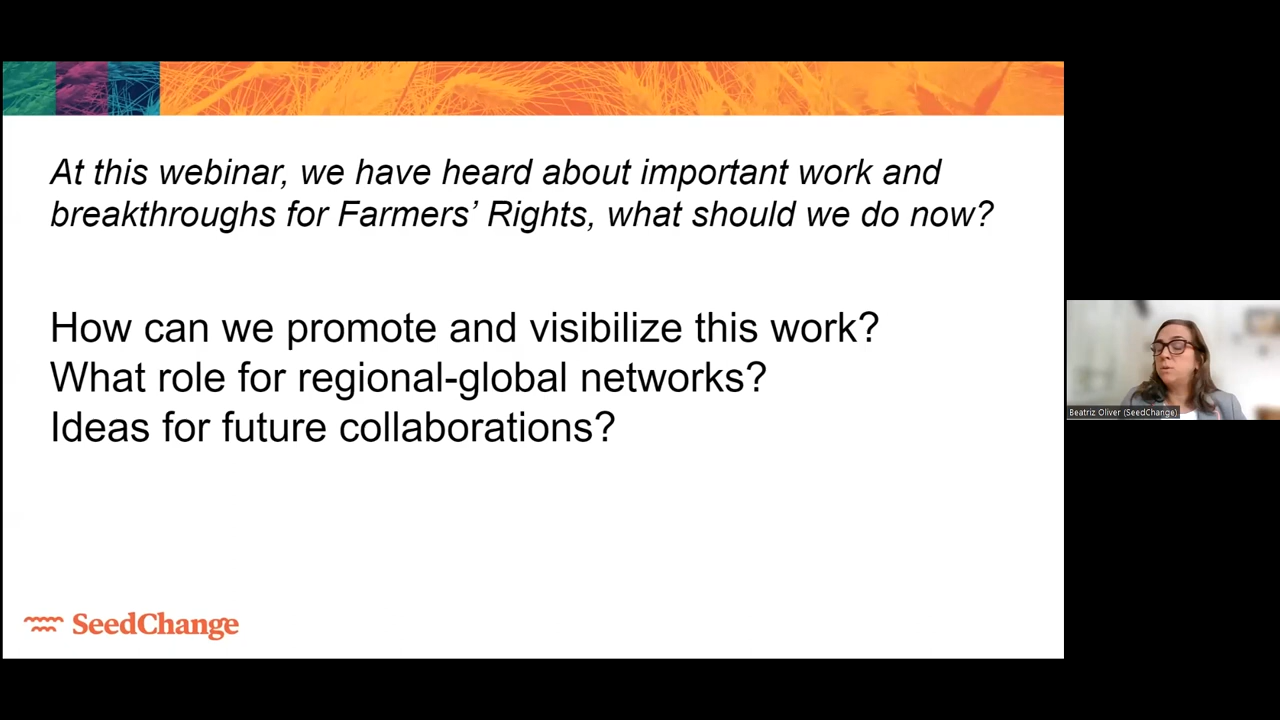 At this webinar, we have heard about important work and
breakthroughs for Farmers’ Rights, what should we do now?
How can we promote and visibilize this work?
What role for regional-global networks?
Ideas for future collaborations?
Beatriz Oliver (SeedChange)
SeedChange